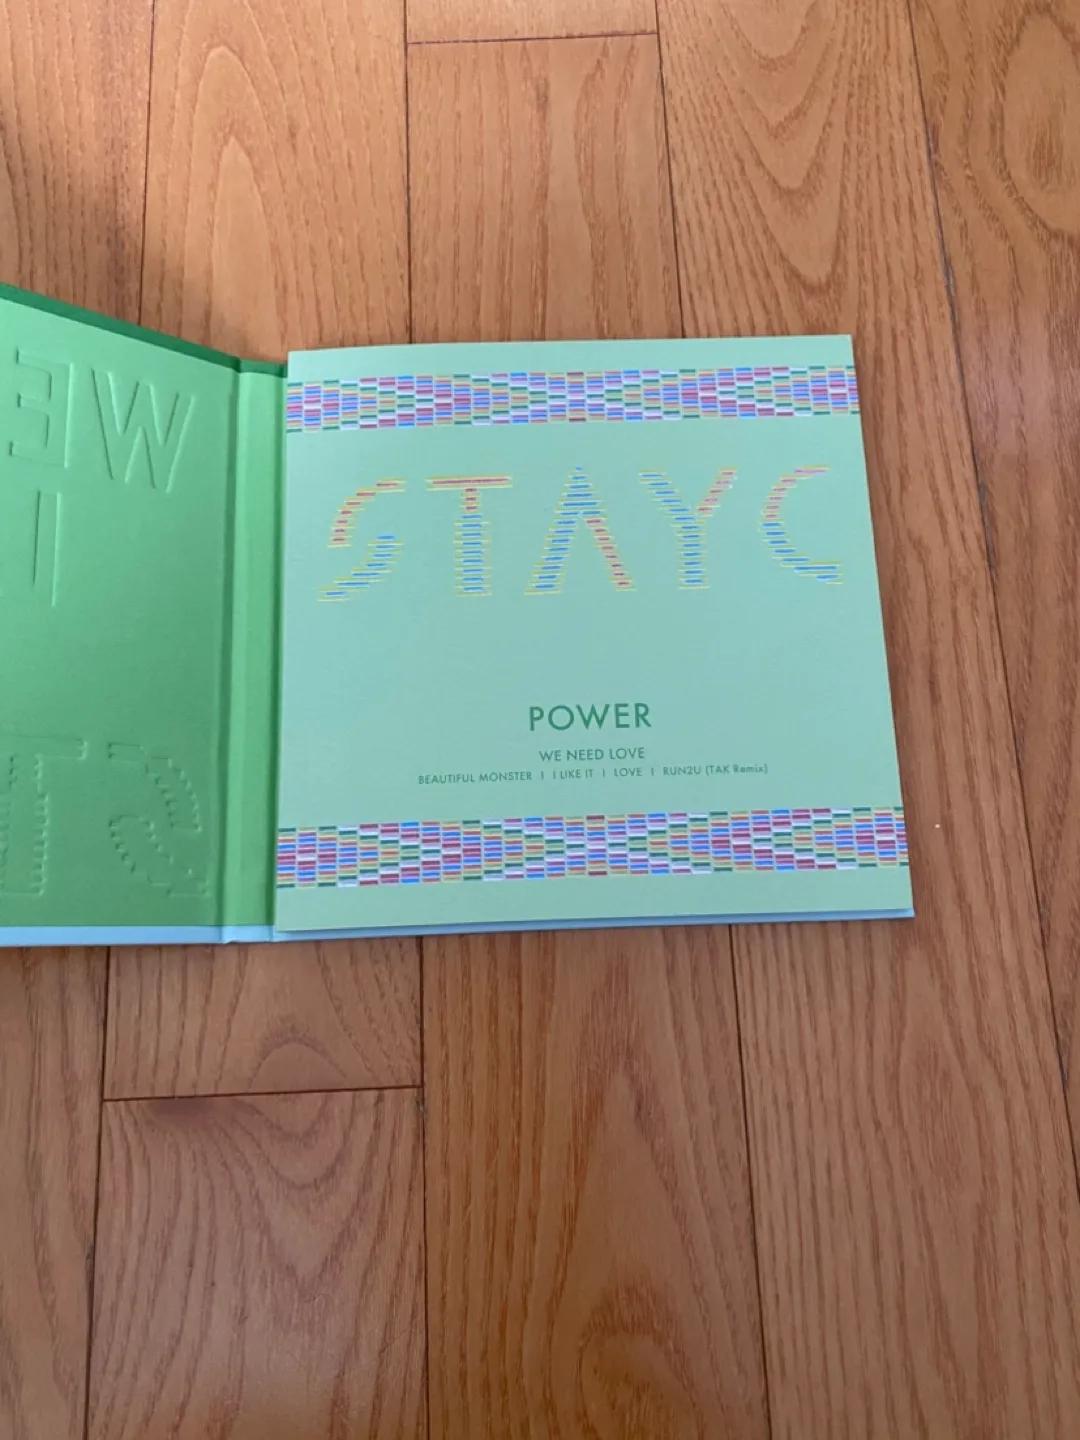 STAYC
POWER
WE NEED LOVE
BEAUTIFUL MONSTER | I LIKE IT | LOVE | RUN2U (TAK Remix)